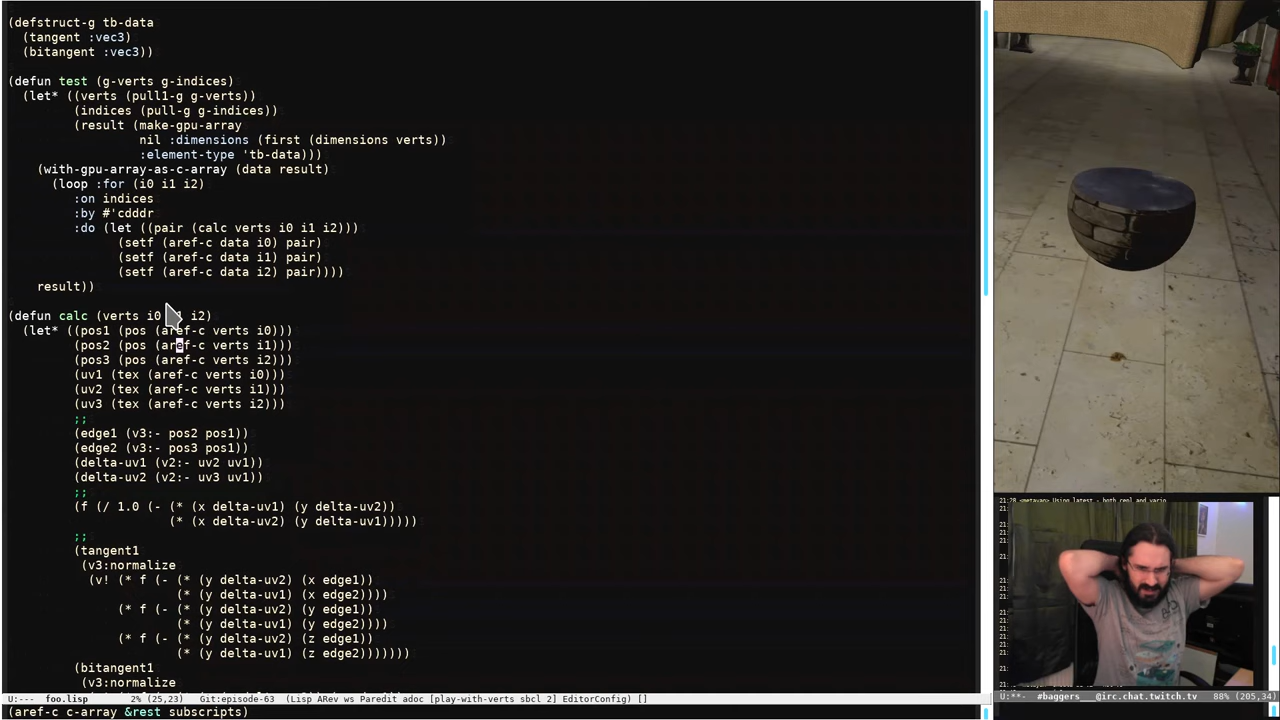 (defstruct-g tb-data
(tangent :vec3)
(bitangent :vec3))
(defun test (g-verts g-indices)
(let* ((verts (pull1-g g-verts))
(indices (pull-g g-indices))
(result (make-gpu-array
nil :dimensions (first (dimensions verts))
:element-type 'tb-data)))
(with-gpu-array-as-c-array (data result)
(loop :for (i0 i1 i2)
:on indices
:by #'cdddr
:do (let ((pair (calc verts i0 i1 i2)))
(setf (aref-c data i0) pair)
(setf (aref-c data i1) pair)
(setf (aref-c data i2) pair))))
result))
(defun calc (verts i0 i2)
(let* ((pos1 (pos (aref-c verts i0)))
(pos2 (pos (aref-c verts i1)))
(pos3 (pos (aref-c verts i2)))
(uv1 (tex (aref-c verts i0)))
(uv2 (tex (aref-c verts i1)))
(uv3 (tex (aref-c verts i2)))
;;
(edge1 (v3:- pos2 pos1))
(edge2 (v3:- pos3 pos1))
(delta-uv1 (v2:- uv2 uv1))
(delta-uv2 (v2:- uv3 uv1))
;;
(f (/ 1.0 (- (* (x delta-uv1) (y delta-uv2))
(* (x delta-uv2) (y delta-uv1)))))
;;
(tangent1
(v3:normalize
(v! (* f (- (* (y delta-uv2) (x edge1))
(* (y delta-uv1) (x edge2))))
(* f (- (* (y delta-uv2) (y edge1))
(* (y delta-uv1) (y edge2))))
(* f (- (* (y delta-uv2) (z edge1))
(* (y delta-uv1) (z edge2)))))))
(bitangent1
(v3:normalize
U:--- foo.lisp 2% (25,23) Git:episode-63 (Lisp ARev ws Paredit adoc [play-with-verts sbcl 2] EditorConfig) []
(aref-c c-array &rest subscripts)
U:**- #baggers___@irc.chat.twitch.tv 88% (205,34)